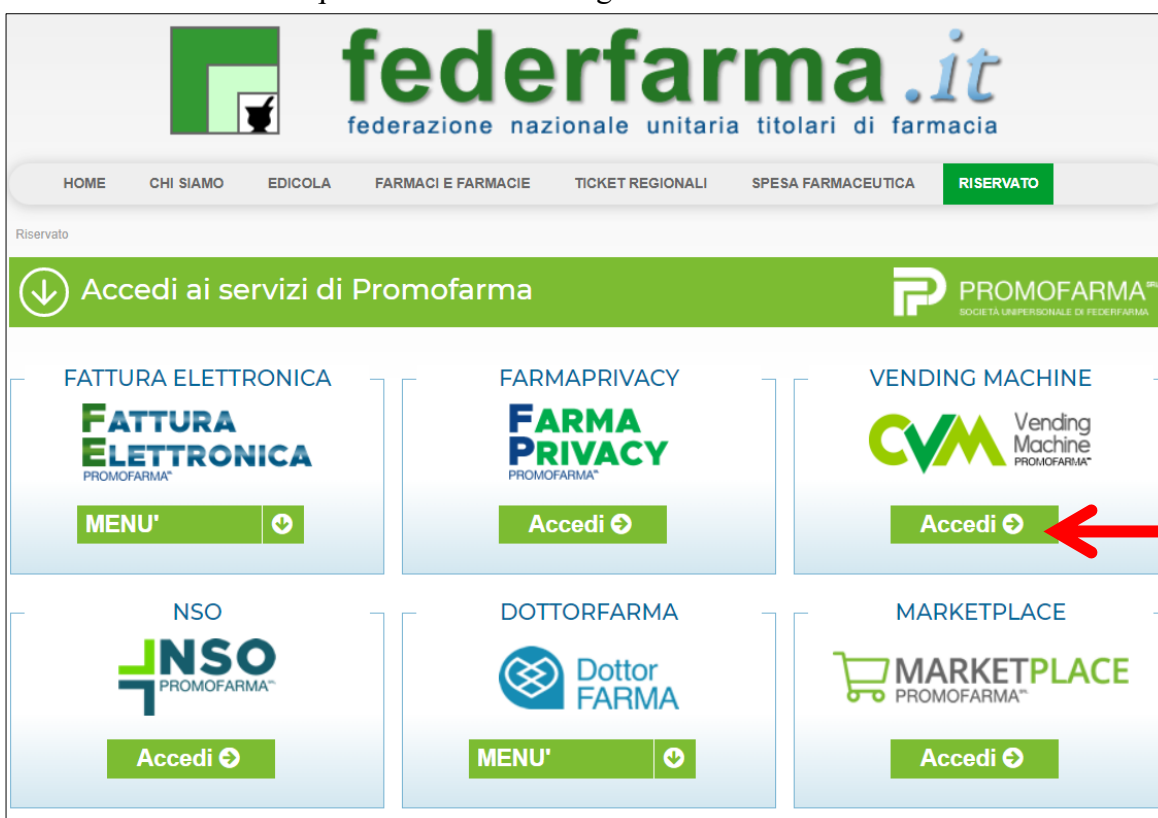 federfarma.it
federazione nazionale unitaria titolari di farmacia
HOME CHI SIAMO EDICOLA FARMACI E FARMACIE TICKET REGIONALI SPESA FARMACEUTICA RISERVATO
Riservato
Accedi ai servizi di Promofarma
PROMOFARMA SRL
SOCIETÀ UNIPERSONALE DI FEDERFARMA
FATTURA ELETTRONICA
FATTURA
ELETTRONICA
PROMOFARMA
MENU'
FARMAPRIVACY
FARMA
PRIVACY
PROMOFARMA
Accedi
VENDING MACHINE
CVM Vending
Machine
PROMOFARMA
Accedi
NSO
NSO
PROMOFARMA
Accedi
DOTTORFARMA
Dottor
FARMA
MENU'
MARKETPLACE
MARKETPLACE
PROMOFARMA
Accedi